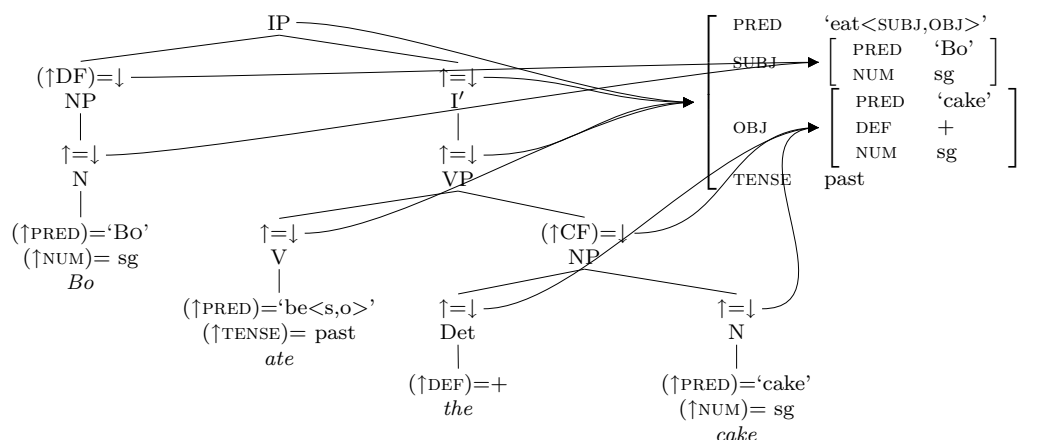 IP
PRED ‘eat<SUBJ,OBJ>’
SUBJ PRED ‘Bo’
NUM sg
OBJ PRED ‘cake’
DEF +
NUM sg
TENSE past
(↑DF)=↓ ↑=↓
NP I′
↑=↓ ↑=↓
N VP
(↑PRED)=‘Bo’ ↑=↓ (↑CF)=↓
(↑NUM)= sg V NP
Bo
(↑PRED)=‘be<s,o>’ ↑=↓ ↑=↓
(↑TENSE)= past Det N
ate
(↑DEF)=+ (↑PRED)=‘cake’
the (↑NUM)= sg
cake